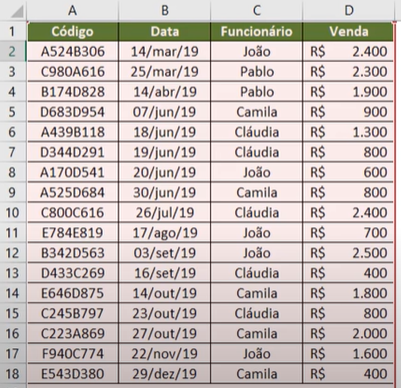 A B C D
1 Código Data Funcionário Venda
2 A524B306 14/mar/19 João R$ 2.400
3 C980A616 25/mar/19 Pablo R$ 2.300
4 B174D828 14/abr/19 Pablo R$ 1.900
5 D683D954 07/jun/19 Camila R$ 900
6 A439B118 18/jun/19 Cláudia R$ 1.300
7 D344D291 19/jun/19 Cláudia R$ 800
8 A170D541 20/jun/19 João R$ 600
9 A525D684 30/jun/19 Camila R$ 800
10 C800C616 26/jul/19 Cláudia R$ 2.400
11 E784E819 17/ago/19 João R$ 700
12 B342D563 03/set/19 João R$ 2.500
13 D433C269 16/set/19 Cláudia R$ 400
14 E646D875 14/out/19 Camila R$ 1.800
15 C245B797 23/out/19 Cláudia R$ 800
16 C223A869 27/out/19 Camila R$ 2.000
17 F940C774 22/nov/19 João R$ 1.600
18 E543D380 29/dez/19 Camila R$ 400